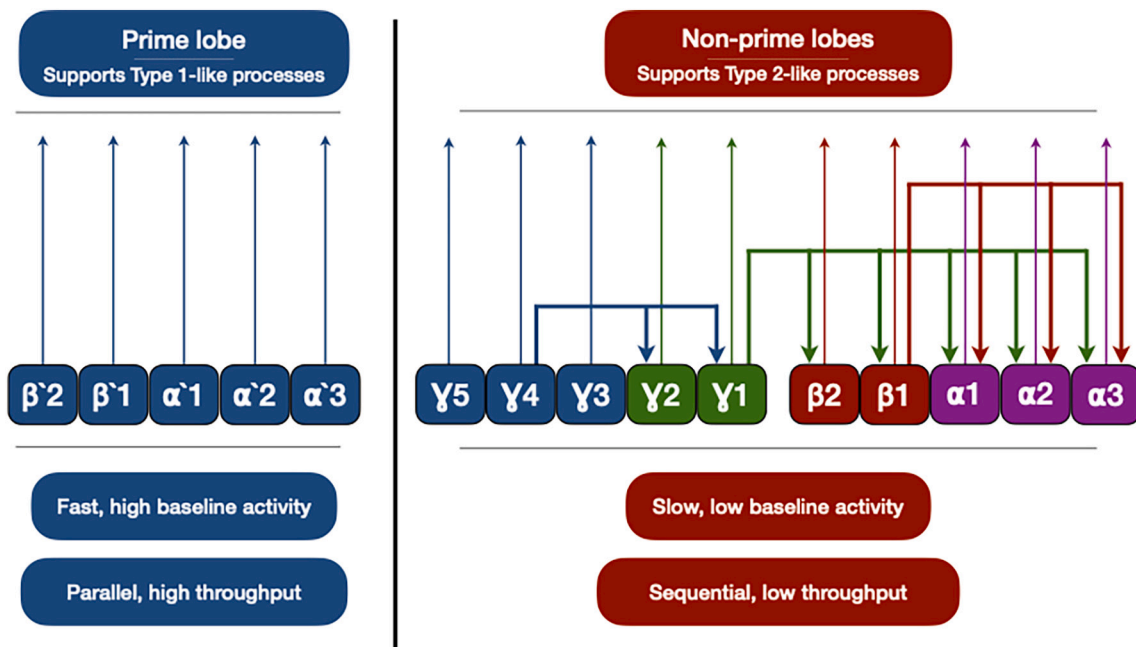 Prime lobe
Supports Type 1-like processes
Non-prime lobes
Supports Type 2-like processes
β`2 β`1 α`1 α`2 α`3
γ5 γ4 γ3 γ2 γ1 β2 β1 α1 α2 α3
Fast, high baseline activity
Parallel, high throughput
Slow, low baseline activity
Sequential, low throughput